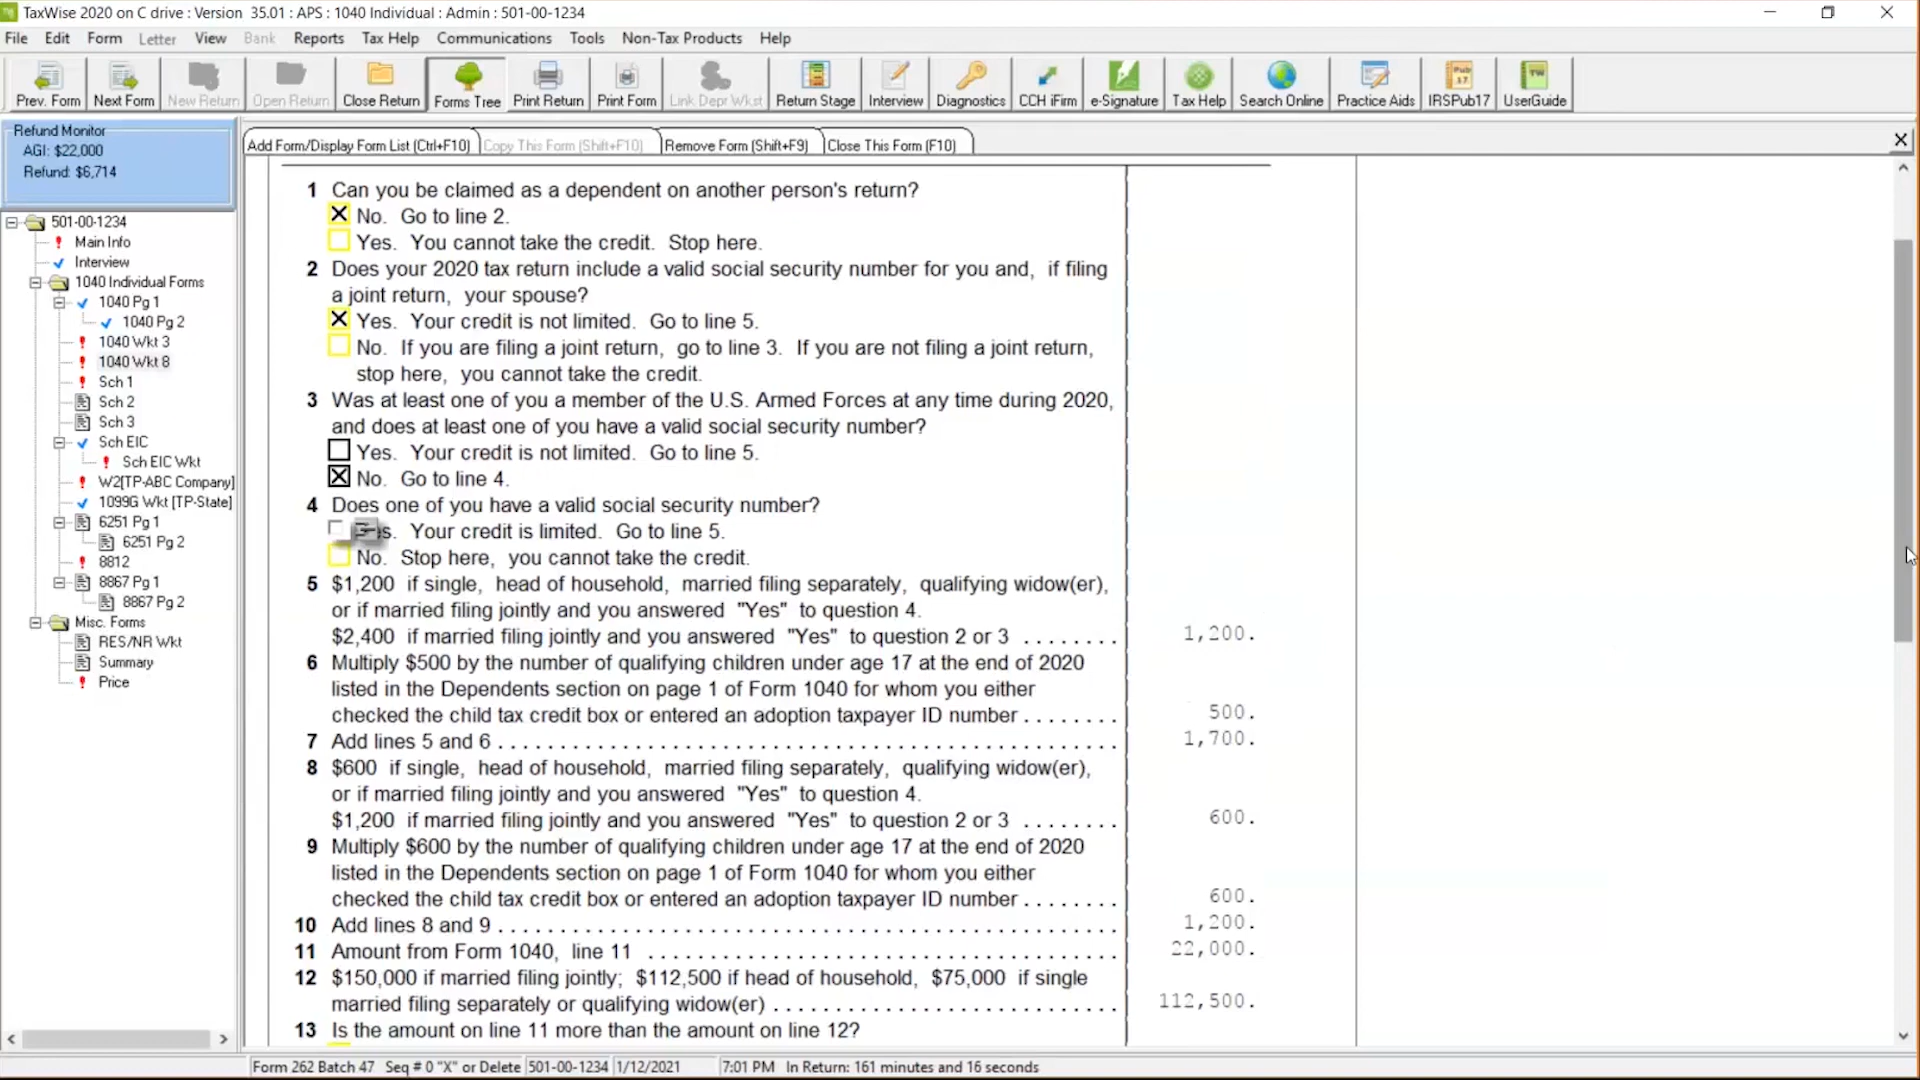 TaxWise 2020 on C drive : Version 35.01 : APS : 1040 Individual : Admin : 501-00-1234
File Edit Form Letter View Bank Reports Tax Help Communications Tools Non-Tax Products Help
Prev. Form Next Form New Return Open Return Close Return Forms Tree Print Return Print Form Link Depr Wkst Return Stage Interview Diagnostics CCH iFirm e-Signature Tax Help Search Online Practice Aids IRSPub17 UserGuide
Refund Monitor
AGI: $22,000
Refund: $6,714
Add Form/Display Form List (Ctrl+F10) Copy This Form (Shift+F10) Remove Form (Shift+F9) Close This Form (F10)
501-00-1234
Main Info
Interview
1040 Individual Forms
1040 Pg 1
1040 Pg 2
1040 Wkt 3
1040 Wkt 8
Sch 1
Sch 2
Sch 3
Sch EIC
Sch EIC Wkt
W2[TP-ABC Company]
1099G Wkt [TP-State]
6251 Pg 1
6251 Pg 2
8812
8867 Pg 1
8867 Pg 2
Misc. Forms
RES/NR Wkt
Summary
Price
1 Can you be claimed as a dependent on another person's return?
No. Go to line 2.
Yes. You cannot take the credit. Stop here.
2 Does your 2020 tax return include a valid social security number for you and, if filing
a joint return, your spouse?
Yes. Your credit is not limited. Go to line 5.
No. If you are filing a joint return, go to line 3. If you are not filing a joint return,
stop here, you cannot take the credit.
3 Was at least one of you a member of the U.S. Armed Forces at any time during 2020,
and does at least one of you have a valid social security number?
Yes. Your credit is not limited. Go to line 5.
No. Go to line 4.
4 Does one of you have a valid social security number?
Your credit is limited. Go to line 5.
No. Stop here, you cannot take the credit.
5 $1,200 if single, head of household, married filing separately, qualifying widow(er),
or if married filing jointly and you answered "Yes" to question 4.
$2,400 if married filing jointly and you answered "Yes" to question 2 or 3 ........ 1,200.
6 Multiply $500 by the number of qualifying children under age 17 at the end of 2020
listed in the Dependents section on page 1 of Form 1040 for whom you either
checked the child tax credit box or entered an adoption taxpayer ID number ........ 500.
7 Add lines 5 and 6 ........ 1,700.
8 $600 if single, head of household, married filing separately, qualifying widow(er),
or if married filing jointly and you answered "Yes" to question 4.
$1,200 if married filing jointly and you answered "Yes" to question 2 or 3 ........ 600.
9 Multiply $600 by the number of qualifying children under age 17 at the end of 2020
listed in the Dependents section on page 1 of Form 1040 for whom you either
checked the child tax credit box or entered an adoption taxpayer ID number ........ 600.
10 Add lines 8 and 9 ........ 1,200.
11 Amount from Form 1040, line 11 ........ 22,000.
12 $150,000 if married filing jointly; $112,500 if head of household, $75,000 if single
married filing separately or qualifying widow(er) ........ 112,500.
13 Is the amount on line 11 more than the amount on line 12?
Form 262 Batch 47 Seq # 0 "X" or Delete 501-00-1234 1/12/2021 7:01 PM In Return: 161 minutes and 16 seconds